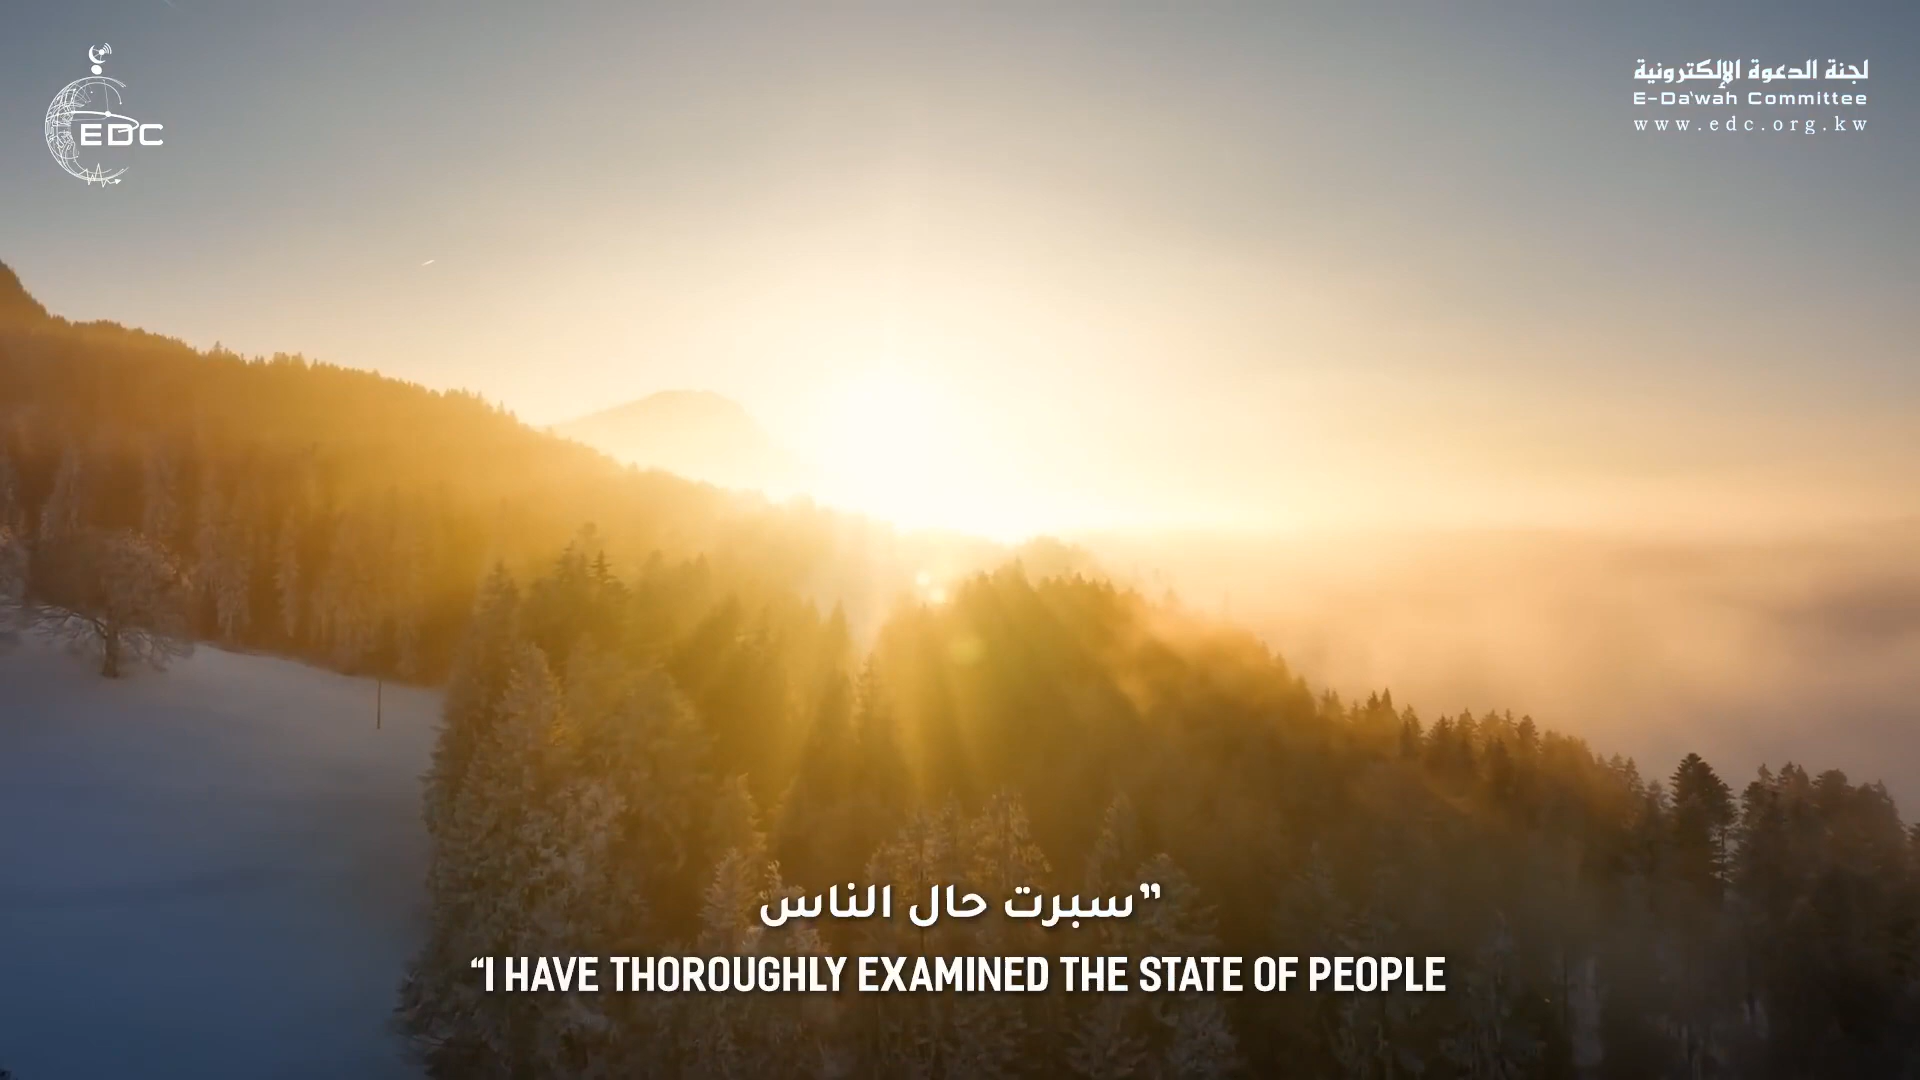 EDC
لجنة الدعوة الإلكترونية
E-Da'wah Committee
www.edc.org.kw
”سبرت حال الناس
“I HAVE THOROUGHLY EXAMINED THE STATE OF PEOPLE